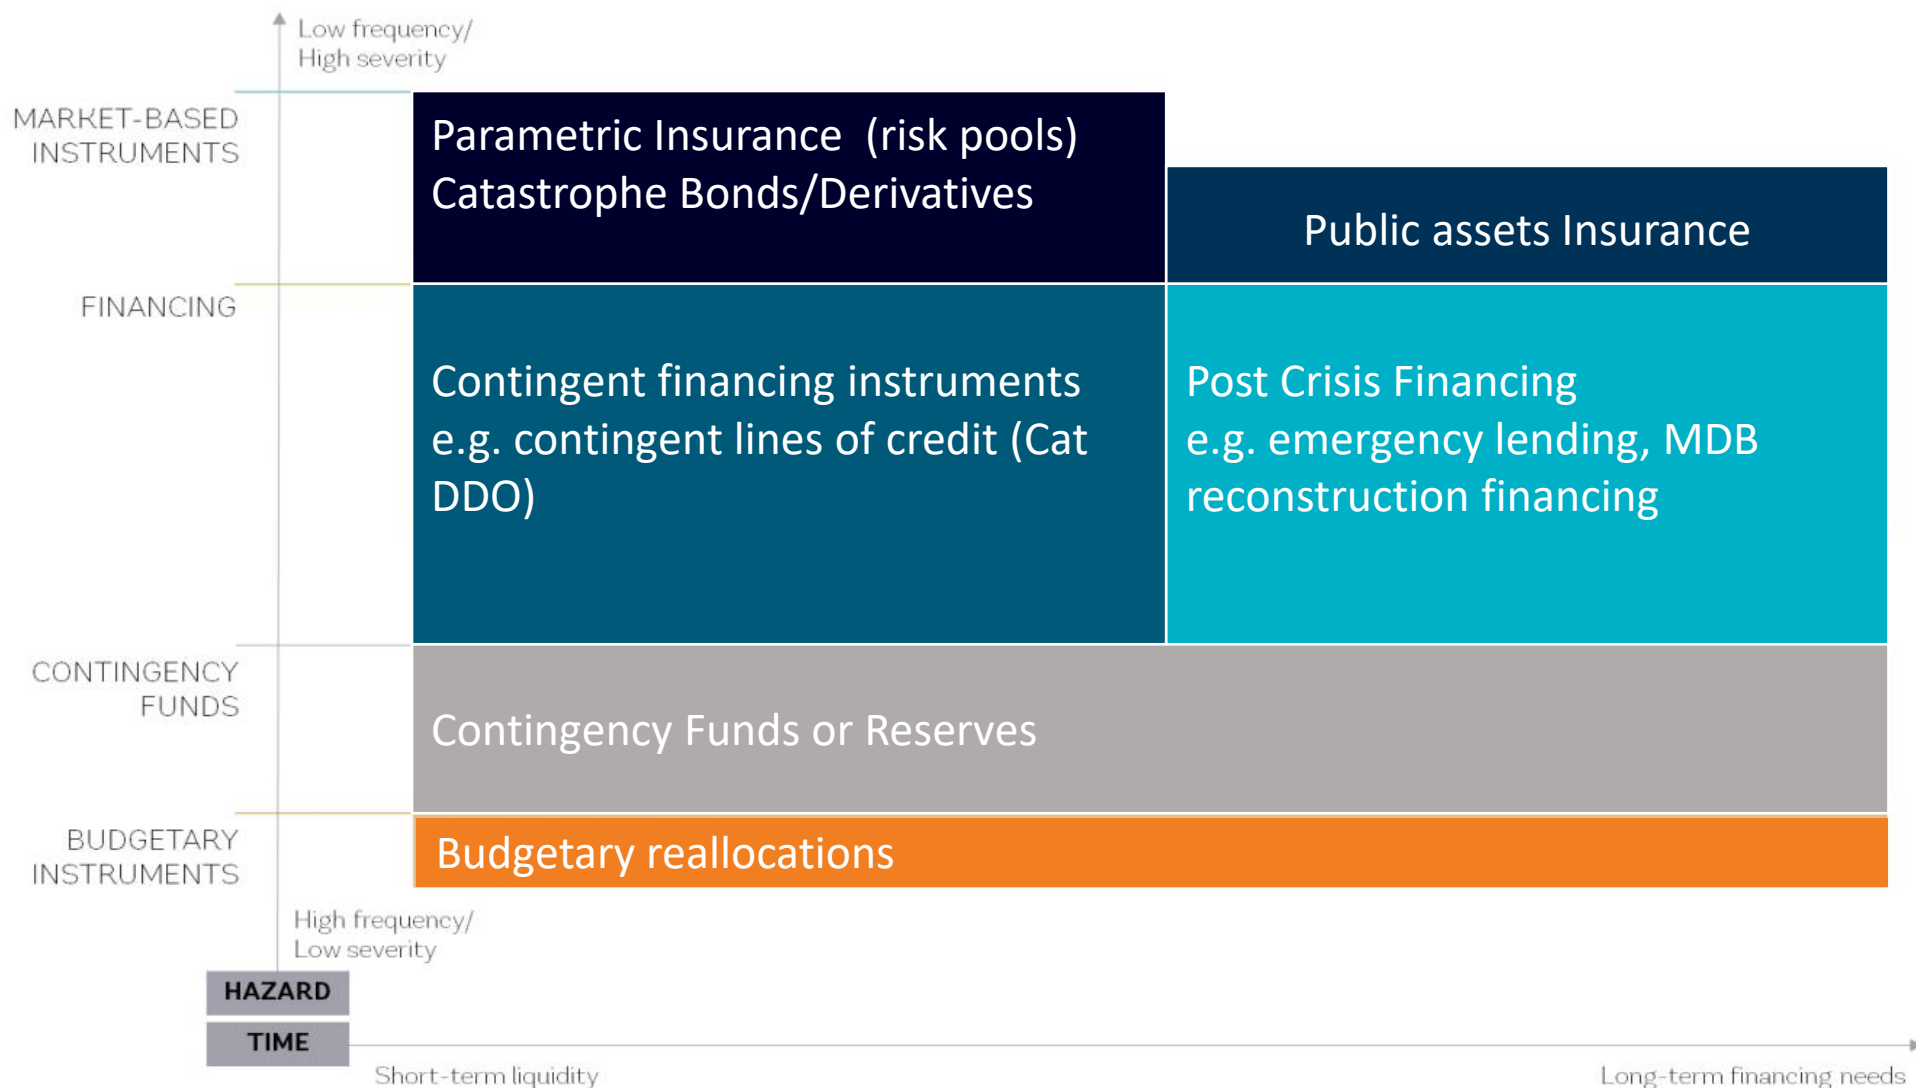 Low frequency/
High severity
MARKET-BASED
INSTRUMENTS
Parametric Insurance (risk pools)
Catastrophe Bonds/Derivatives
Public assets Insurance
FINANCING
Contingent financing instruments
e.g. contingent lines of credit (Cat
DDO)
Post Crisis Financing
e.g. emergency lending, MDB
reconstruction financing
CONTINGENCY
FUNDS
Contingency Funds or Reserves
BUDGETARY
INSTRUMENTS
Budgetary reallocations
High frequency/
Low severity
HAZARD
TIME
Short-term liquidity
Long-term financing needs